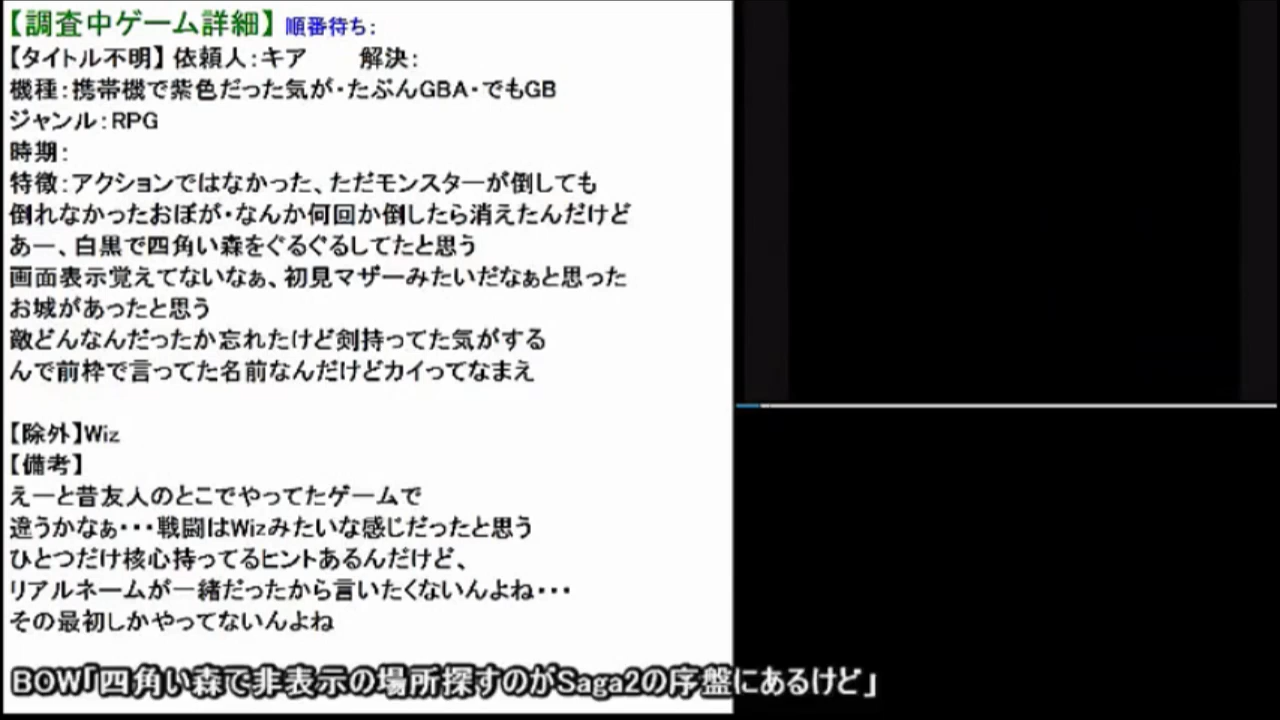 【調査中ゲーム詳細】 順番待ち:
【タイトル不明】 依頼人:キア 解決:
機種:携帯機で紫色だった気が・たぶんGBA・でもGB
ジャンル:RPG
時期:
特徴:アクションではなかった、ただモンスターが倒しても
倒れなかったおぼが・なんか何回か倒したら消えたんだけど
あー、白黒で四角い森をぐるぐるしてたと思う
画面表示覚えてないなぁ、初見マザーみたいだなぁと思った
お城があったと思う
敵どんなんだったか忘れたけど剣持ってた気がする
んで前枠で言ってた名前なんだけどカイってなまえ
【除外】Wiz
【備考】
えーと昔友人のとこでやってたゲームで
違うかなぁ・・・戦闘はWizみたいな感じだったと思う
ひとつだけ核心持ってるヒントあるんだけど、
リアルネームが一緒だったから言いたくないんよね・・・
その最初しかやってないんよね
BOW「四角い森で非表示の場所探すのがSaga2の序盤にあるけど」